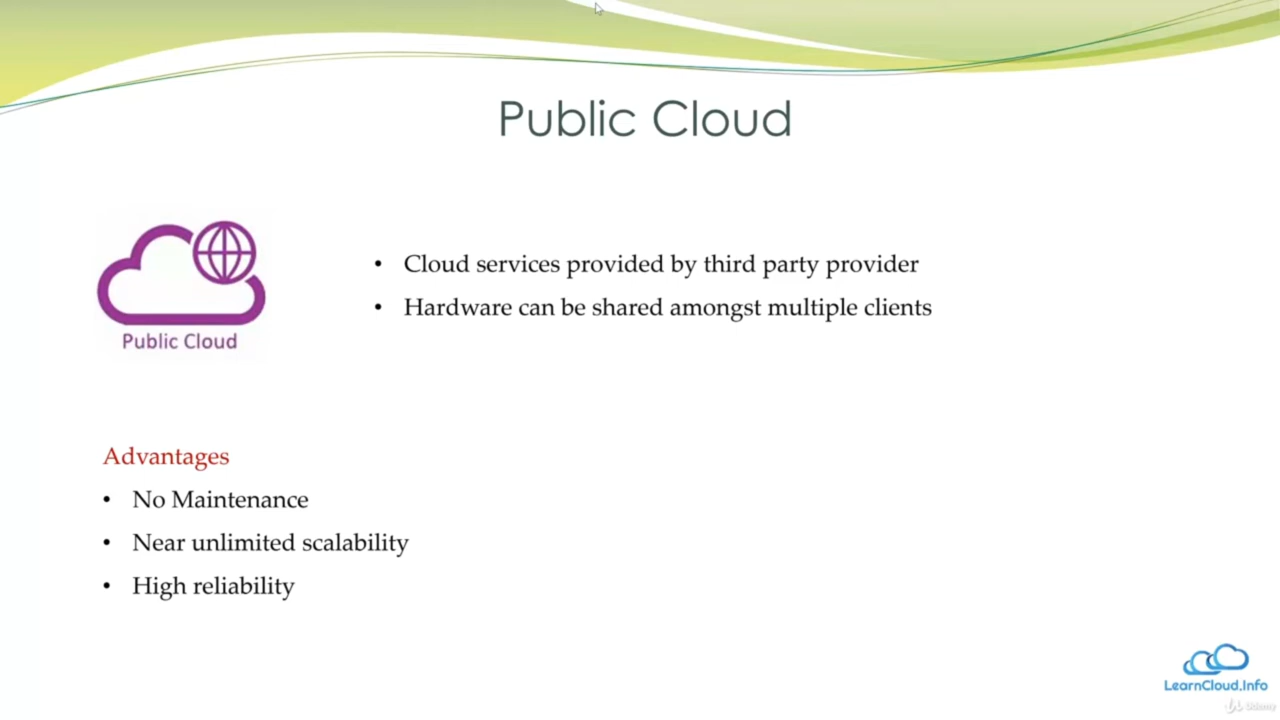 Public Cloud
Public Cloud
• Cloud services provided by third party provider
• Hardware can be shared amongst multiple clients
Advantages
• No Maintenance
• Near unlimited scalability
• High reliability
LearnCloud.Info
Udemy